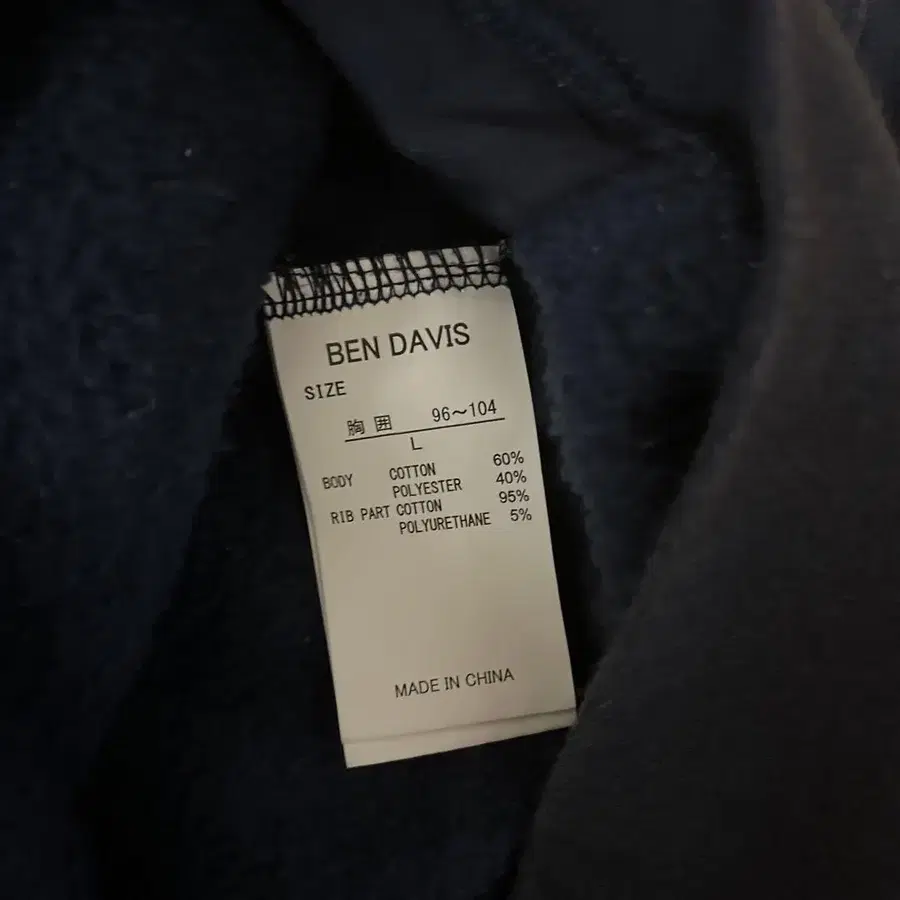 BEN DAVIS
SIZE
胸囲 96～104
L
BODY COTTON 60%
POLYESTER 40%
RIB PART COTTON 95%
POLYURETHANE 5%
MADE IN CHINA